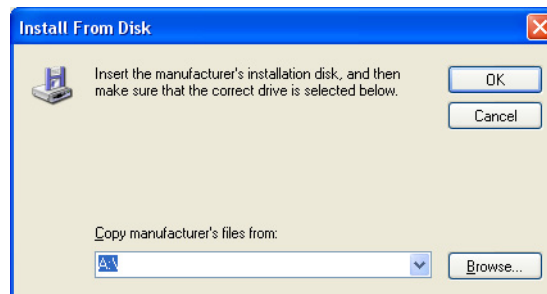 Install From Disk
Insert the manufacturer's installation disk, and then
make sure that the correct drive is selected below.
OK
Cancel
Copy manufacturer's files from:
A:\
Browse...